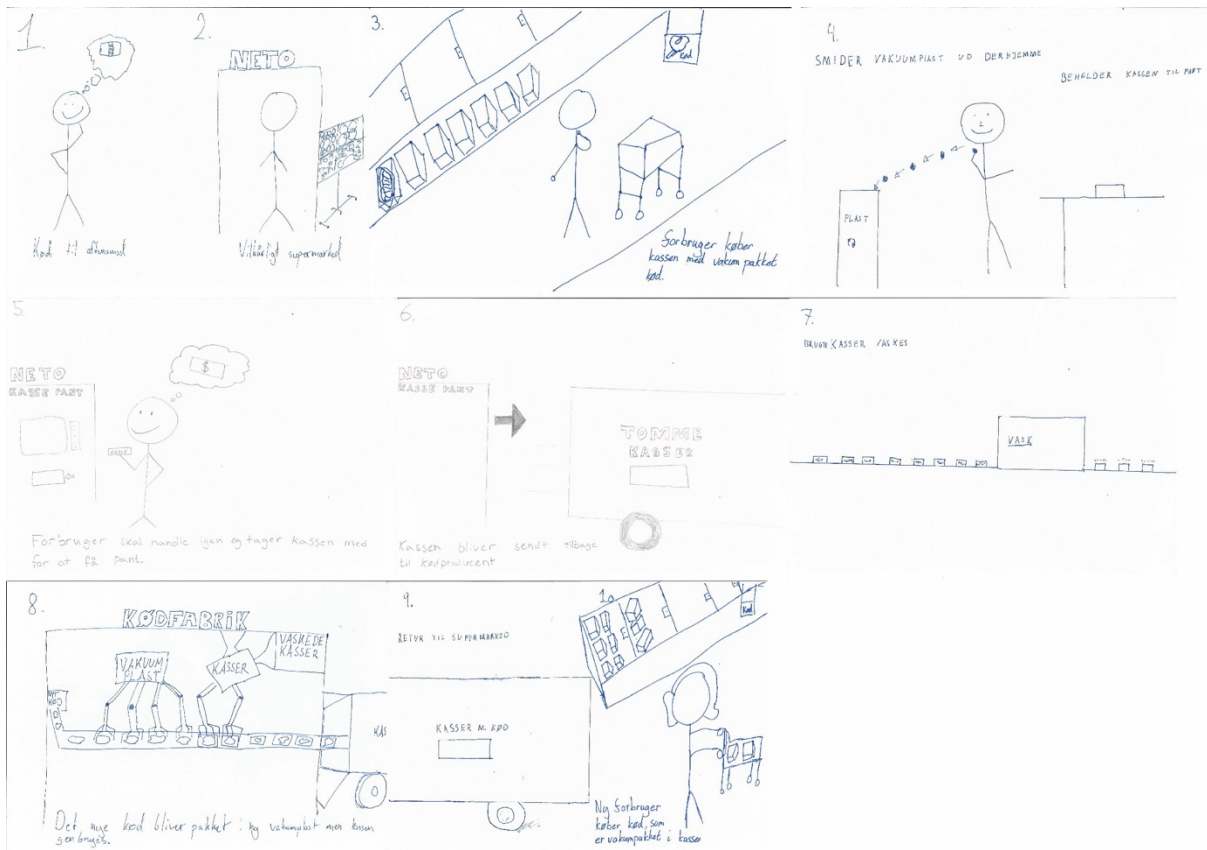 1.
Kød til aftensmad
2.
NETO
Vilkårligt supermarked
3.
Kød
forbruger køber
kassen med vakum pakket
kød.
4.
SMIDER VAKUUMPLAST UD DERHJEMME
BEHOLDER KASSEN TIL PANT
PLAST
5.
NETO
KASSE PANT
$
Forbruger skal handle igen og tager kassen med
for at få pant.
6.
NETO
KASSE PANT
TOMME
KASSER
Kassen bliver sendt tilbage
til kødproducent
7.
BRUGTE KASSER VASKES
VASK
8.
KØDFABRIK
VAKUUM
PLAST
KASSER
VASKEDE
KASSER
NYT
KØD
KAS
Det nye kød bliver pakket i ny vakumplast men kassen
genbruges.
9.
RETUR TIL SUPERMARKED
KASSER M. KØD
10
Kød
Ny forbruger
køber kød, som
er vakumpakket i kassen